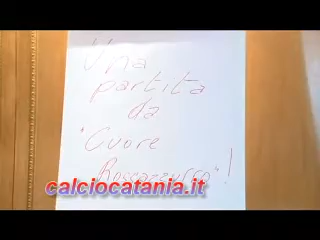 Una
partita
da
"Cuore
Rossazzurro"!
calciocatania.it